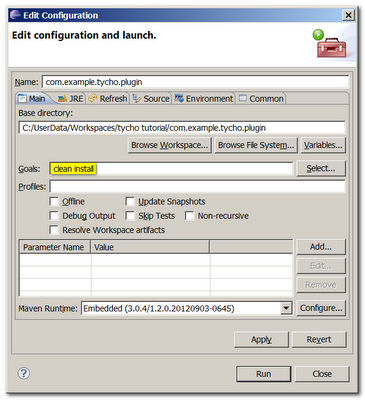 Edit Configuration
Edit configuration and launch.
Name: com.example.tycho.plugin
Main JRE Refresh Source Environment Common
Base directory:
C:/UserData/Workspaces/tycho tutorial/com.example.tycho.plugin
Browse Workspace... Browse File System... Variables...
Goals: clean install Select...
Profiles:
Offline Update Snapshots
Debug Output Skip Tests Non-recursive
Resolve Workspace artifacts
Parameter Name Value Add...
Edit...
Remove
Maven Runtime: Embedded (3.0.4/1.2.0.20120903-0645) Configure...
Apply Revert
? Run Close